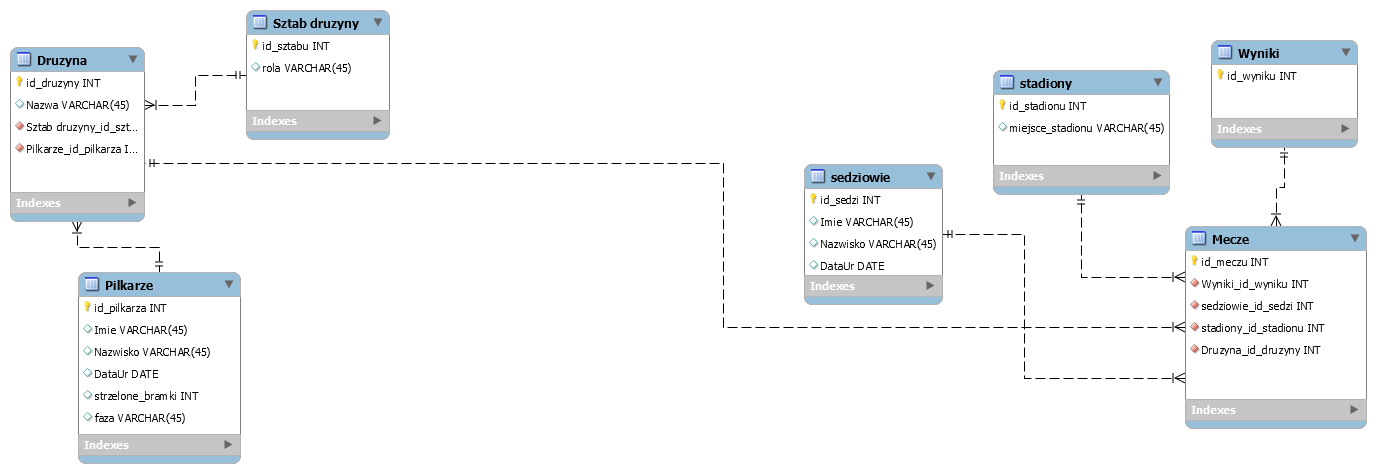 Sztab druzyny
id_sztabu INT
rola VARCHAR(45)
Indexes
Druzyna
id_druzyny INT
Nazwa VARCHAR(45)
Sztab druzyny_id_szt...
Pilkarze_id_pilkarza I...
Indexes
Pilkarze
id_pilkarza INT
Imie VARCHAR(45)
Nazwisko VARCHAR(45)
DataUr DATE
strzelone_bramki INT
faza VARCHAR(45)
Indexes
sedziowie
id_sedzi INT
Imie VARCHAR(45)
Nazwisko VARCHAR(45)
DataUr DATE
Indexes
stadiony
id_stadionu INT
miejsce_stadionu VARCHAR(45)
Indexes
Wyniki
id_wyniku INT
Indexes
Mecze
id_meczu INT
Wyniki_id_wyniku INT
sedziowie_id_sedzi INT
stadiony_id_stadionu INT
Druzyna_id_druzyny INT
Indexes